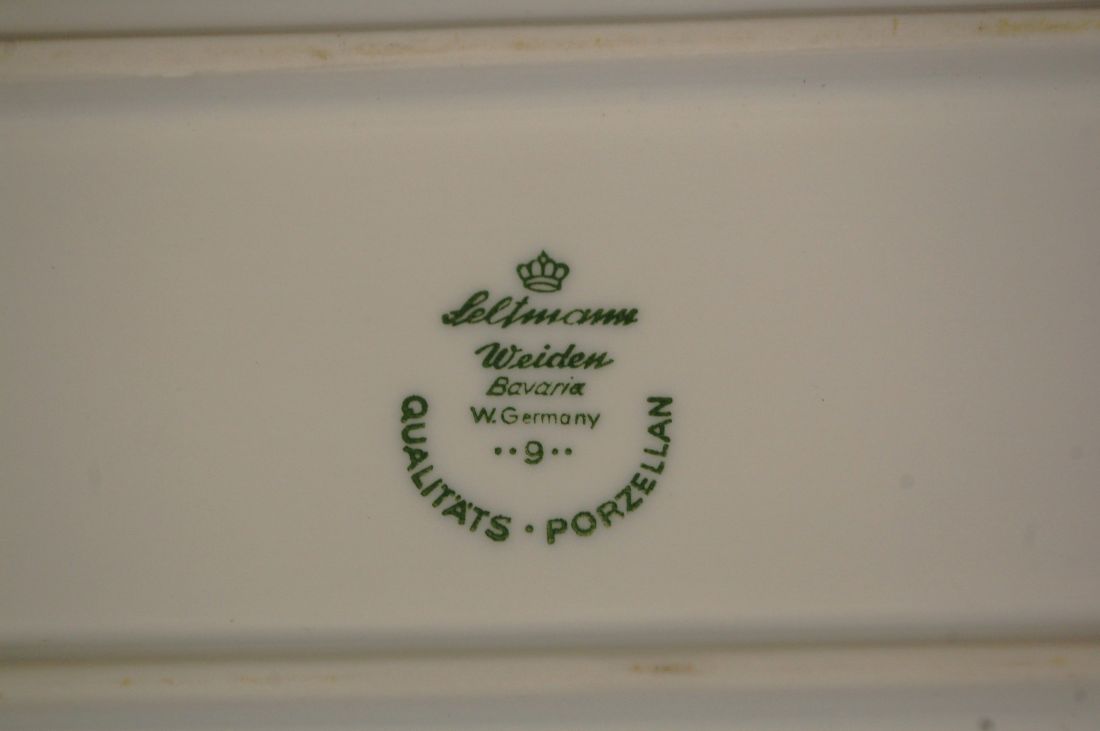 Seltmann
Weiden
Bavaria
W. Germany
··9··
QUALITÄTS · PORZELLAN